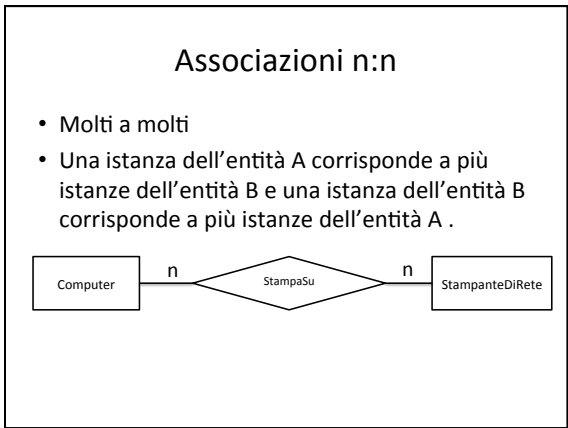 Associazioni n:n
• Molti a molti
• Una istanza dell'entità A corrisponde a più
istanze dell'entità B e una istanza dell'entità B
corrisponde a più istanze dell'entità A .
Computer n StampaSu n StampanteDiRete